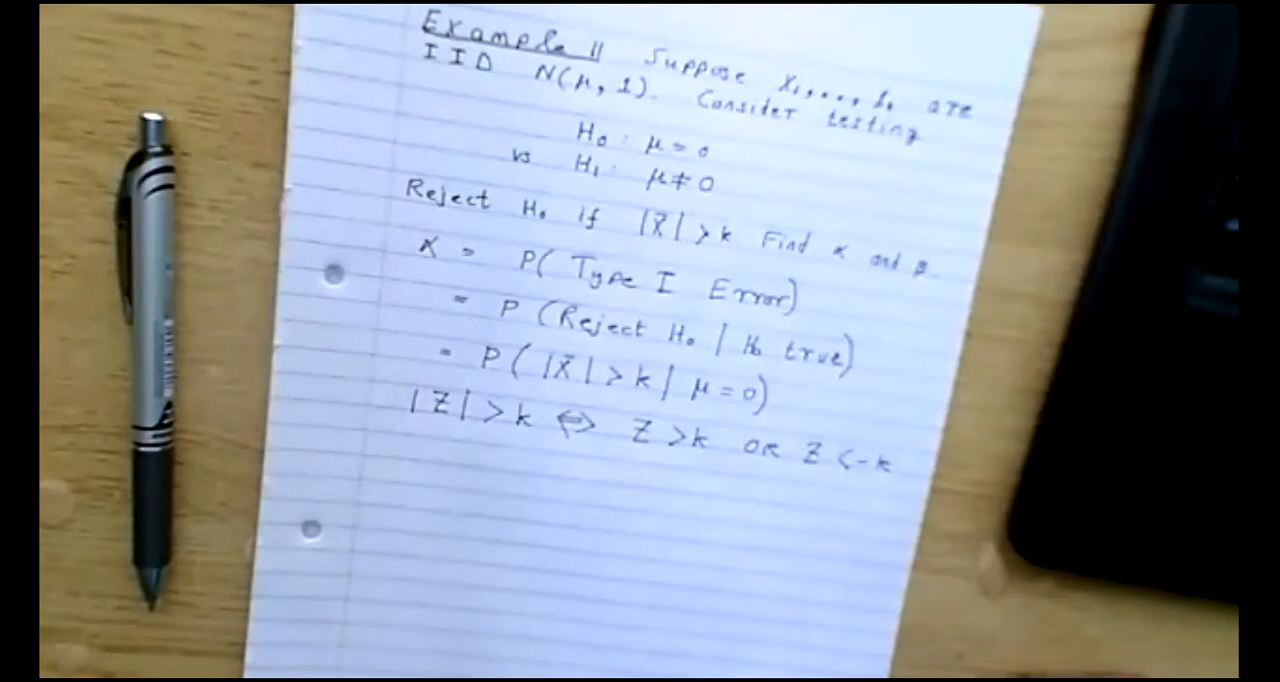 Example 11 Suppose X₁,..., X. are
IID N(μ, 1). Consider testing
H₀: μ = 0
vs H₁: μ ≠ 0
Reject H₀ if |X̄| > k Find α and β.
α = P( Type I Error)
= P (Reject H₀ | H₀ true)
= P( |X̄| > k | μ = 0)
|Z| > k ⇔ Z > k OR Z < -k